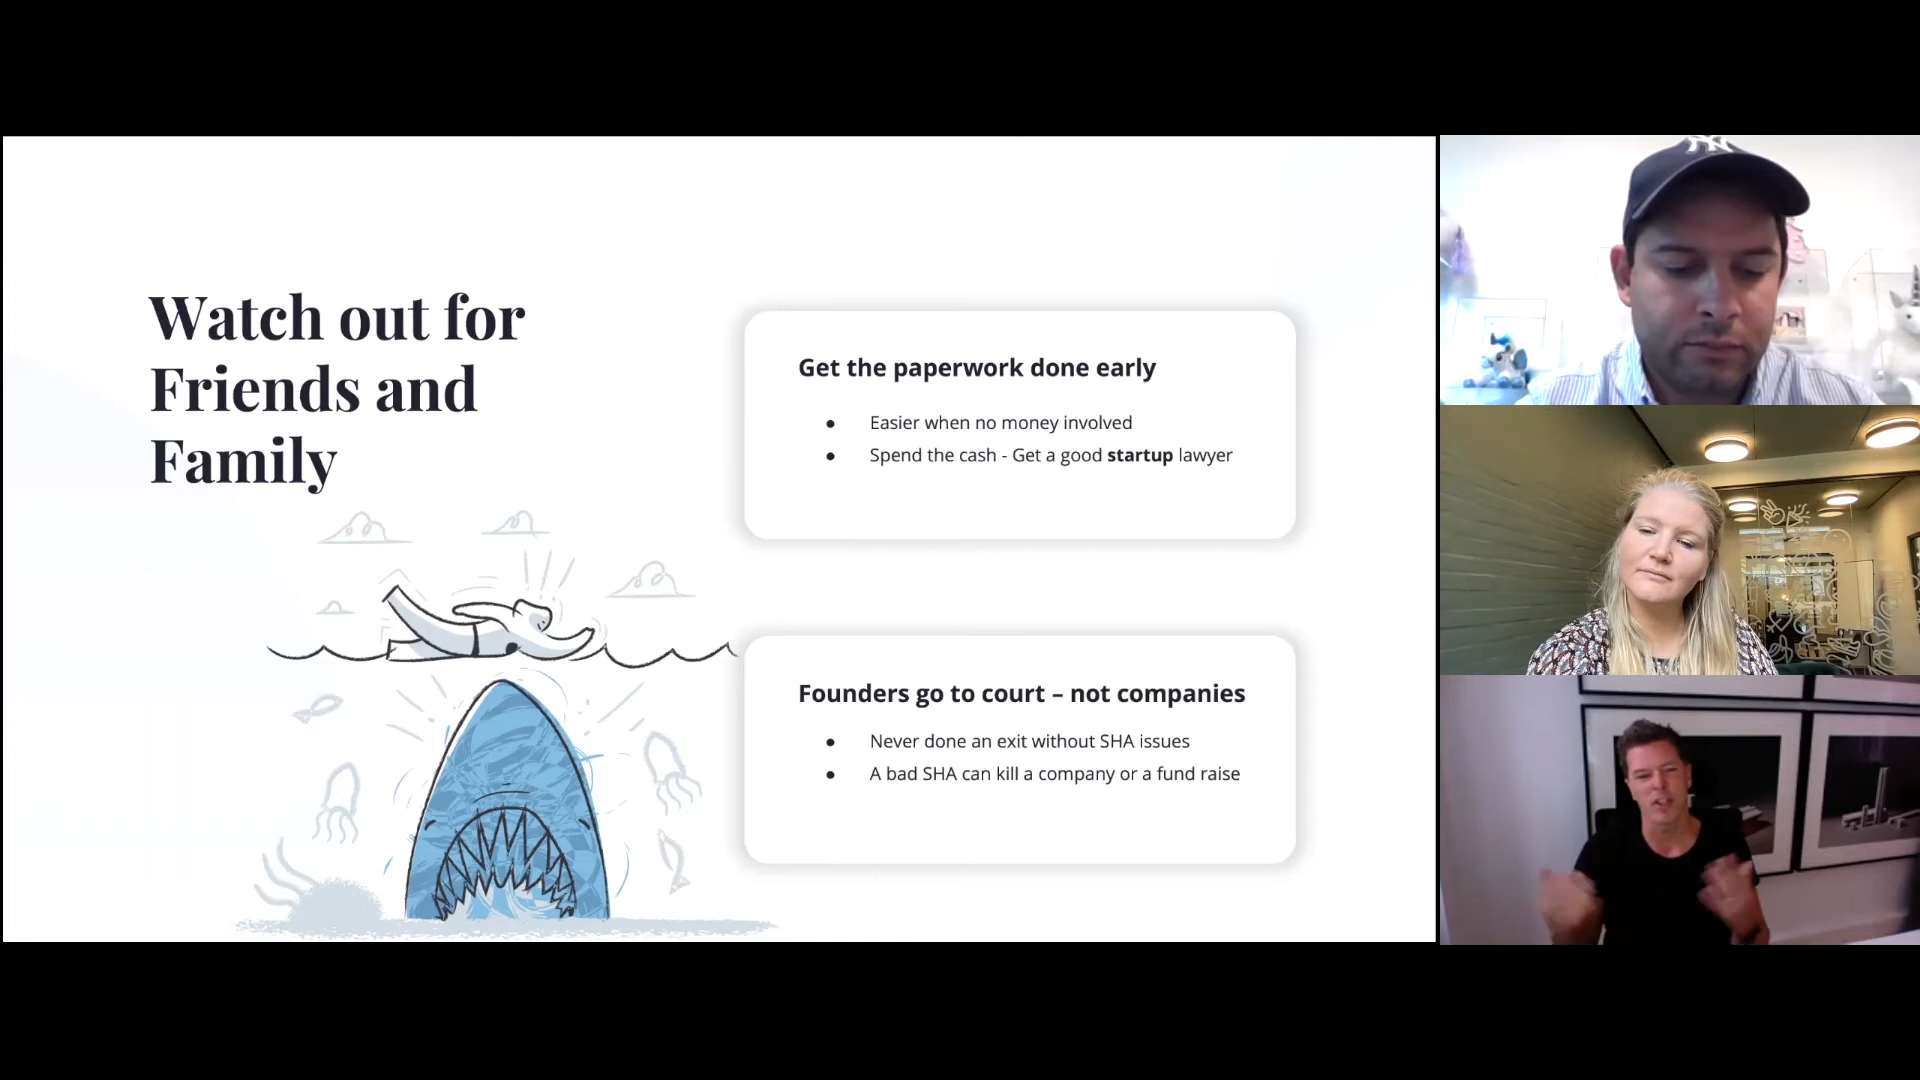 Watch out for
Friends and
Family
Get the paperwork done early
● Easier when no money involved
● Spend the cash - Get a good startup lawyer
Founders go to court – not companies
● Never done an exit without SHA issues
● A bad SHA can kill a company or a fund raise
NY